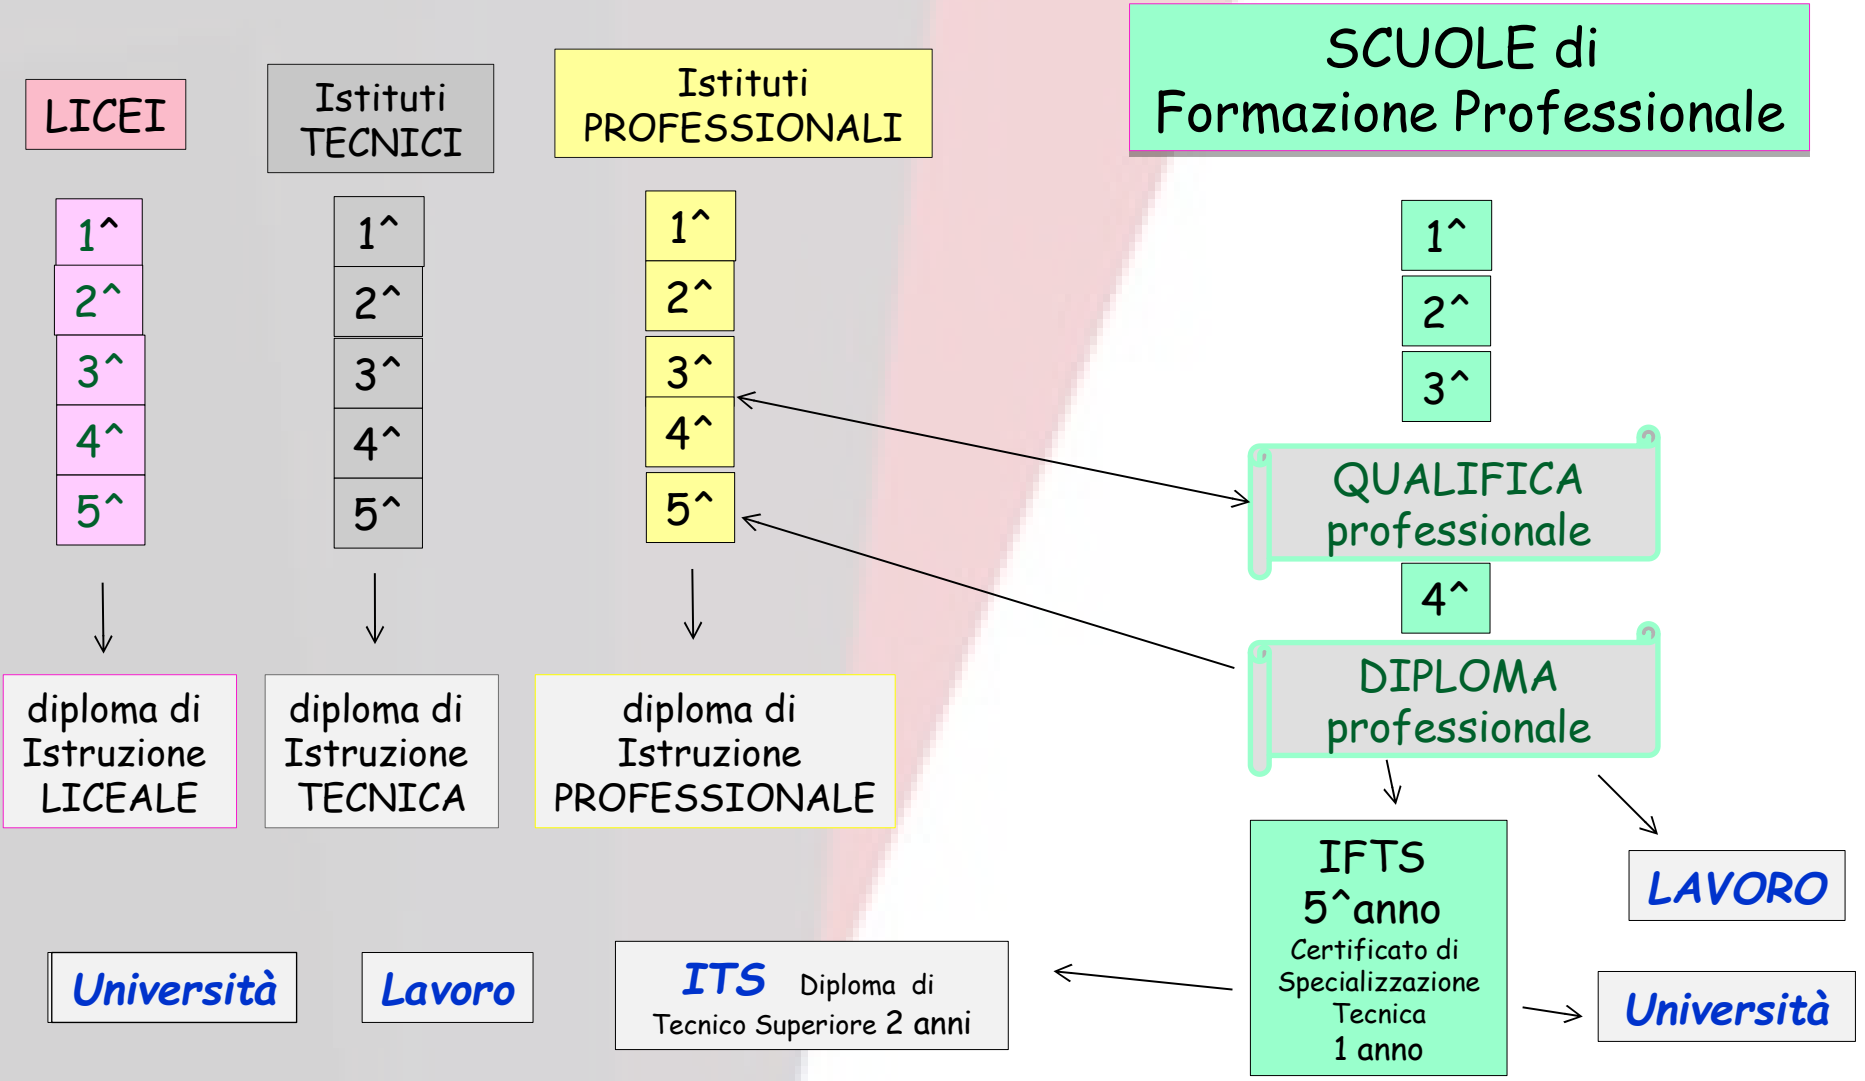 LICEI
1^
2^
3^
4^
5^
diploma di
Istruzione
LICEALE
Istituti
TECNICI
1^
2^
3^
4^
5^
diploma di
Istruzione
TECNICA
Istituti
PROFESSIONALI
1^
2^
3^
4^
5^
diploma di
Istruzione
PROFESSIONALE
SCUOLE di
Formazione Professionale
1^
2^
3^
QUALIFICA
professionale
4^
DIPLOMA
professionale
IFTS
5^anno
Certificato di
Specializzazione
Tecnica
1 anno
LAVORO
Università
Università
Lavoro
ITS Diploma di
Tecnico Superiore 2 anni